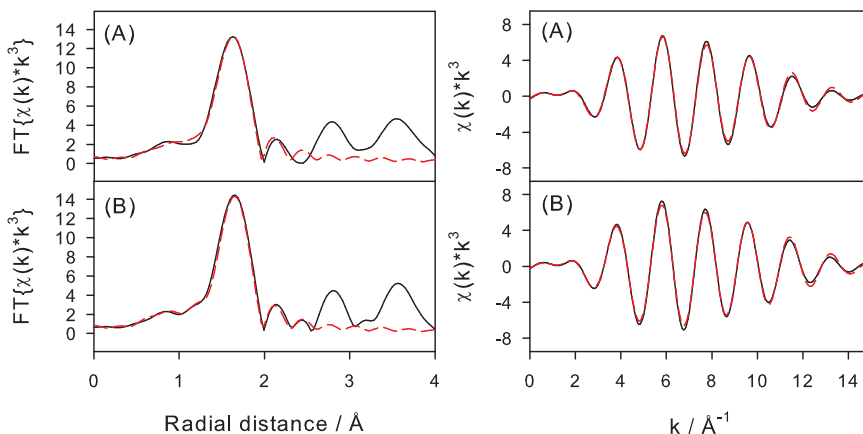 (A)
FT{χ(k)*k³}
14
12
10
8
6
4
2
0
(B)
FT{χ(k)*k³}
14
12
10
8
6
4
2
0
0 1 2 3 4
Radial distance / Å
(A)
χ(k)*k³
8
4
0
-4
-8
(B)
χ(k)*k³
8
4
0
-4
-8
0 2 4 6 8 10 12 14
k / Å⁻¹